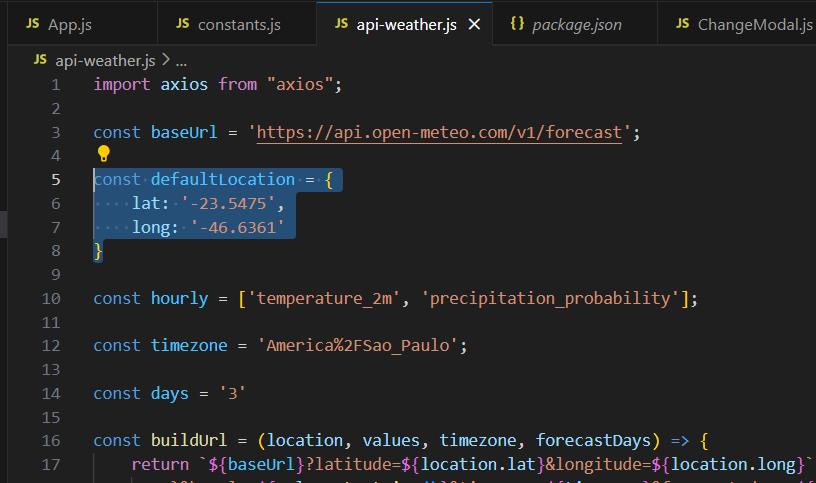 JS App.js JS constants.js JS api-weather.js × {} package.json JS ChangeModal.js
JS api-weather.js > ...
1 import axios from "axios";
2
3 const baseUrl = 'https://api.open-meteo.com/v1/forecast';
4
5 const defaultLocation = {
6 lat: '-23.5475',
7 long: '-46.6361'
8 }
9
10 const hourly = ['temperature_2m', 'precipitation_probability'];
11
12 const timezone = 'America%2FSao_Paulo';
13
14 const days = '3'
15
16 const buildUrl = (location, values, timezone, forecastDays) => {
17 return `${baseUrl}?latitude=${location.lat}&longitude=${location.long}`